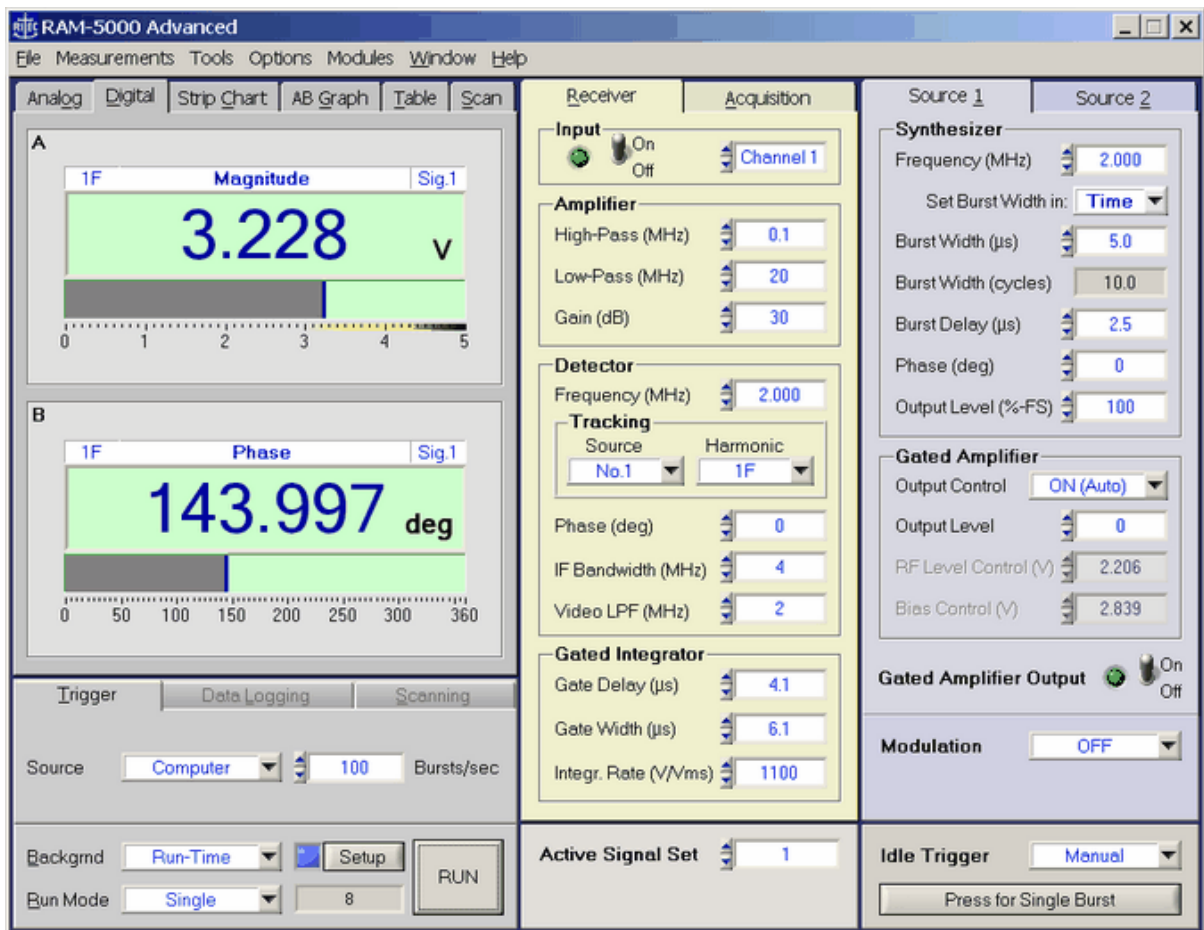 RITEC RAM-5000 Advanced
File Measurements Tools Options Modules Window Help
Analog Digital Strip Chart AB Graph Table Scan
A
1F Magnitude Sig.1
3.228 V
0 1 2 3 4 5
B
1F Phase Sig.1
143.997 deg
0 50 100 150 200 250 300 360
Trigger Data Logging Scanning
Source Computer 100 Bursts/sec
Backgrnd Run-Time Setup
RUN
Run Mode Single 8
Receiver Acquisition
Input
On
Off
Channel 1
Amplifier
High-Pass (MHz) 0.1
Low-Pass (MHz) 20
Gain (dB) 30
Detector
Frequency (MHz) 2.000
Tracking
Source Harmonic
No.1 1F
Phase (deg) 0
IF Bandwidth (MHz) 4
Video LPF (MHz) 2
Gated Integrator
Gate Delay (µs) 4.1
Gate Width (µs) 6.1
Integr. Rate (V/Vms) 1100
Active Signal Set 1
Source 1 Source 2
Synthesizer
Frequency (MHz) 2.000
Set Burst Width in: Time
Burst Width (µs) 5.0
Burst Width (cycles) 10.0
Burst Delay (µs) 2.5
Phase (deg) 0
Output Level (%-FS) 100
Gated Amplifier
Output Control ON (Auto)
Output Level 0
RF Level Control (V) 2.206
Bias Control (V) 2.839
Gated Amplifier Output On
Off
Modulation OFF
Idle Trigger Manual
Press for Single Burst